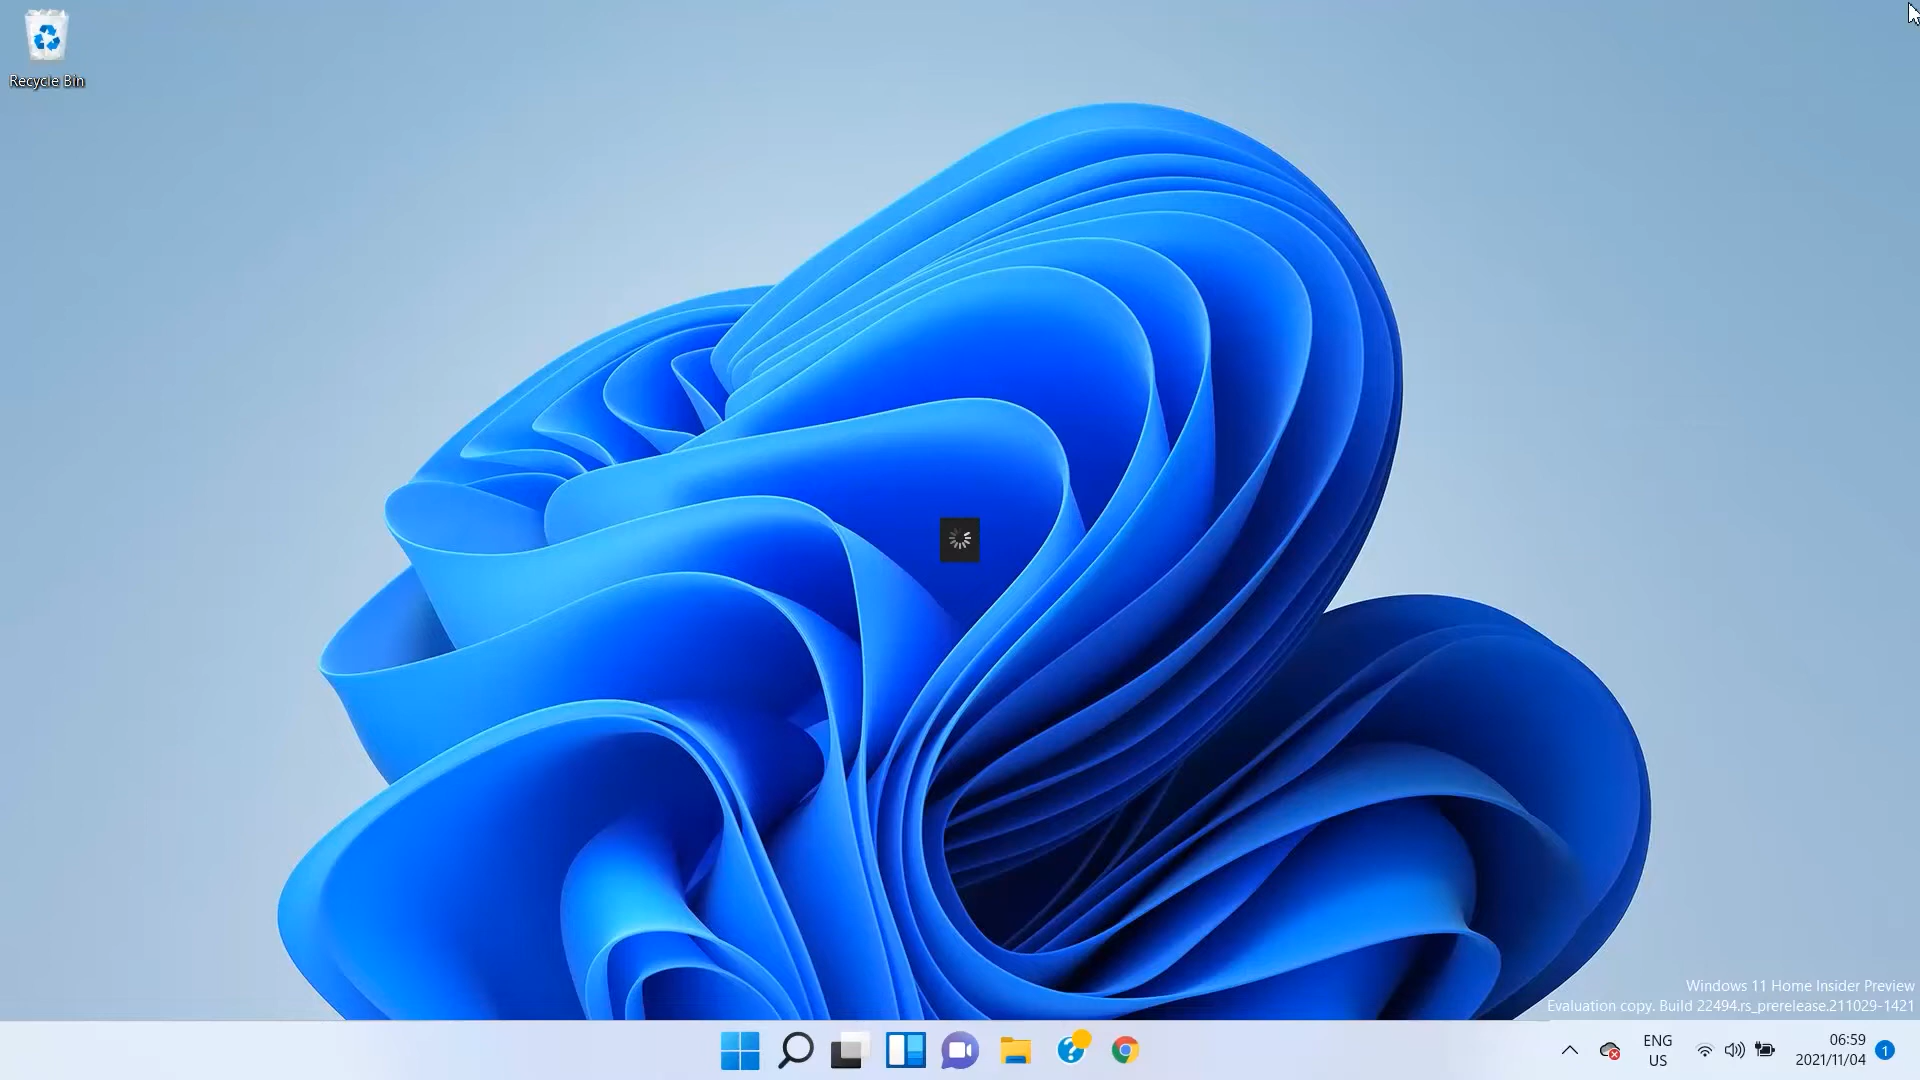 Recycle Bin
Windows 11 Home Insider Preview
Evaluation copy. Build 22494.rs_prerelease.211029-1421
ENG
US
06:59
2021/11/04
1